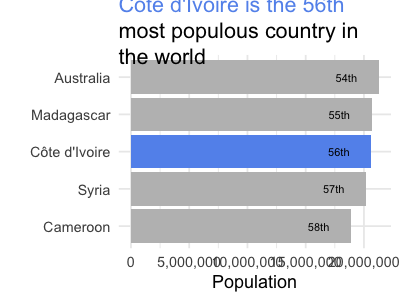 Côte d'Ivoire is the 56th
most populous country in
the world
Australia
54th
Madagascar
55th
Côte d'Ivoire
56th
Syria
57th
Cameroon
58th
0
5,000,000
10,000,000
15,000,000
20,000,000
Population